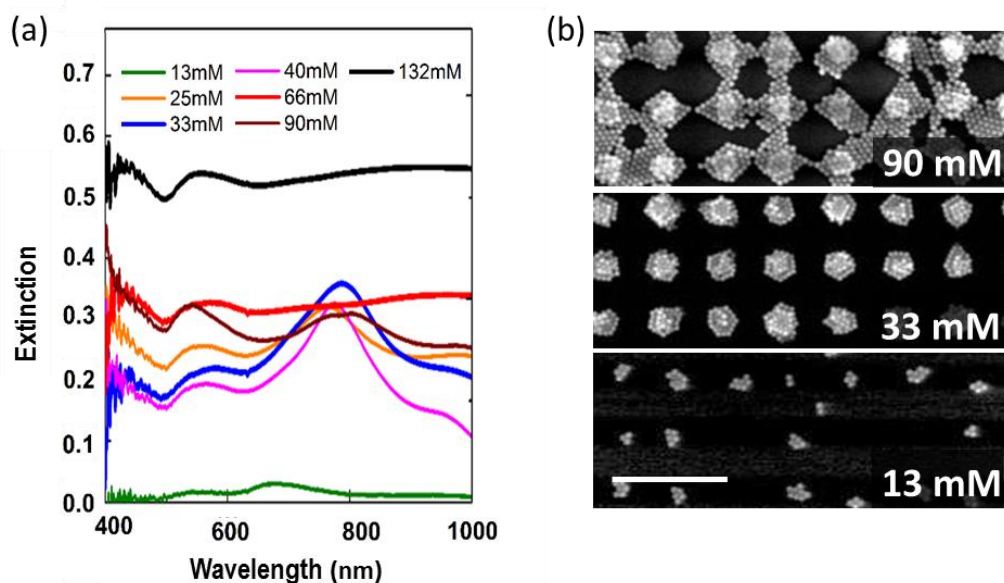 (a)
0.7
0.6
0.5
0.4
0.3
0.2
0.1
0.0
Extinction
13mM
40mM
132mM
25mM
66mM
33mM
90mM
400
600
800
1000
Wavelength (nm)
(b)
90 mM
33 mM
13 mM